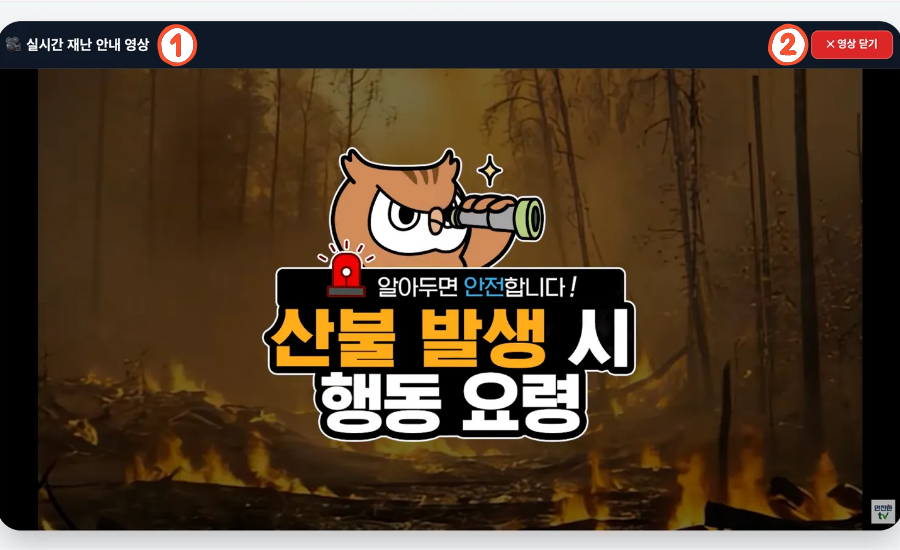 실시간 재난 안내 영상
1
2
✕ 영상 닫기
알아두면 안전합니다!
산불 발생 시
행동 요령
안전한
tv